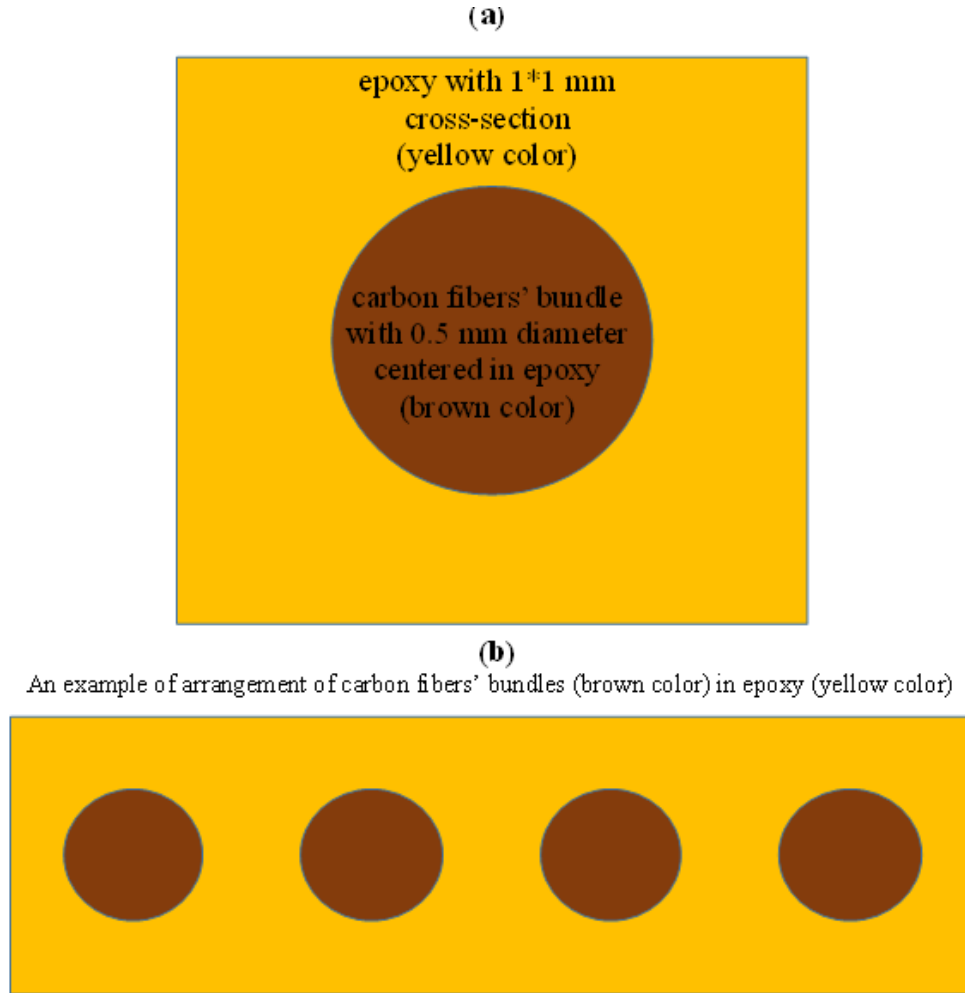 (a)
epoxy with 1*1 mm
cross-section
(yellow color)
carbon fibers’ bundle
with 0.5 mm diameter
centered in epoxy
(brown color)
(b)
An example of arrangement of carbon fibers’ bundles (brown color) in epoxy (yellow color)